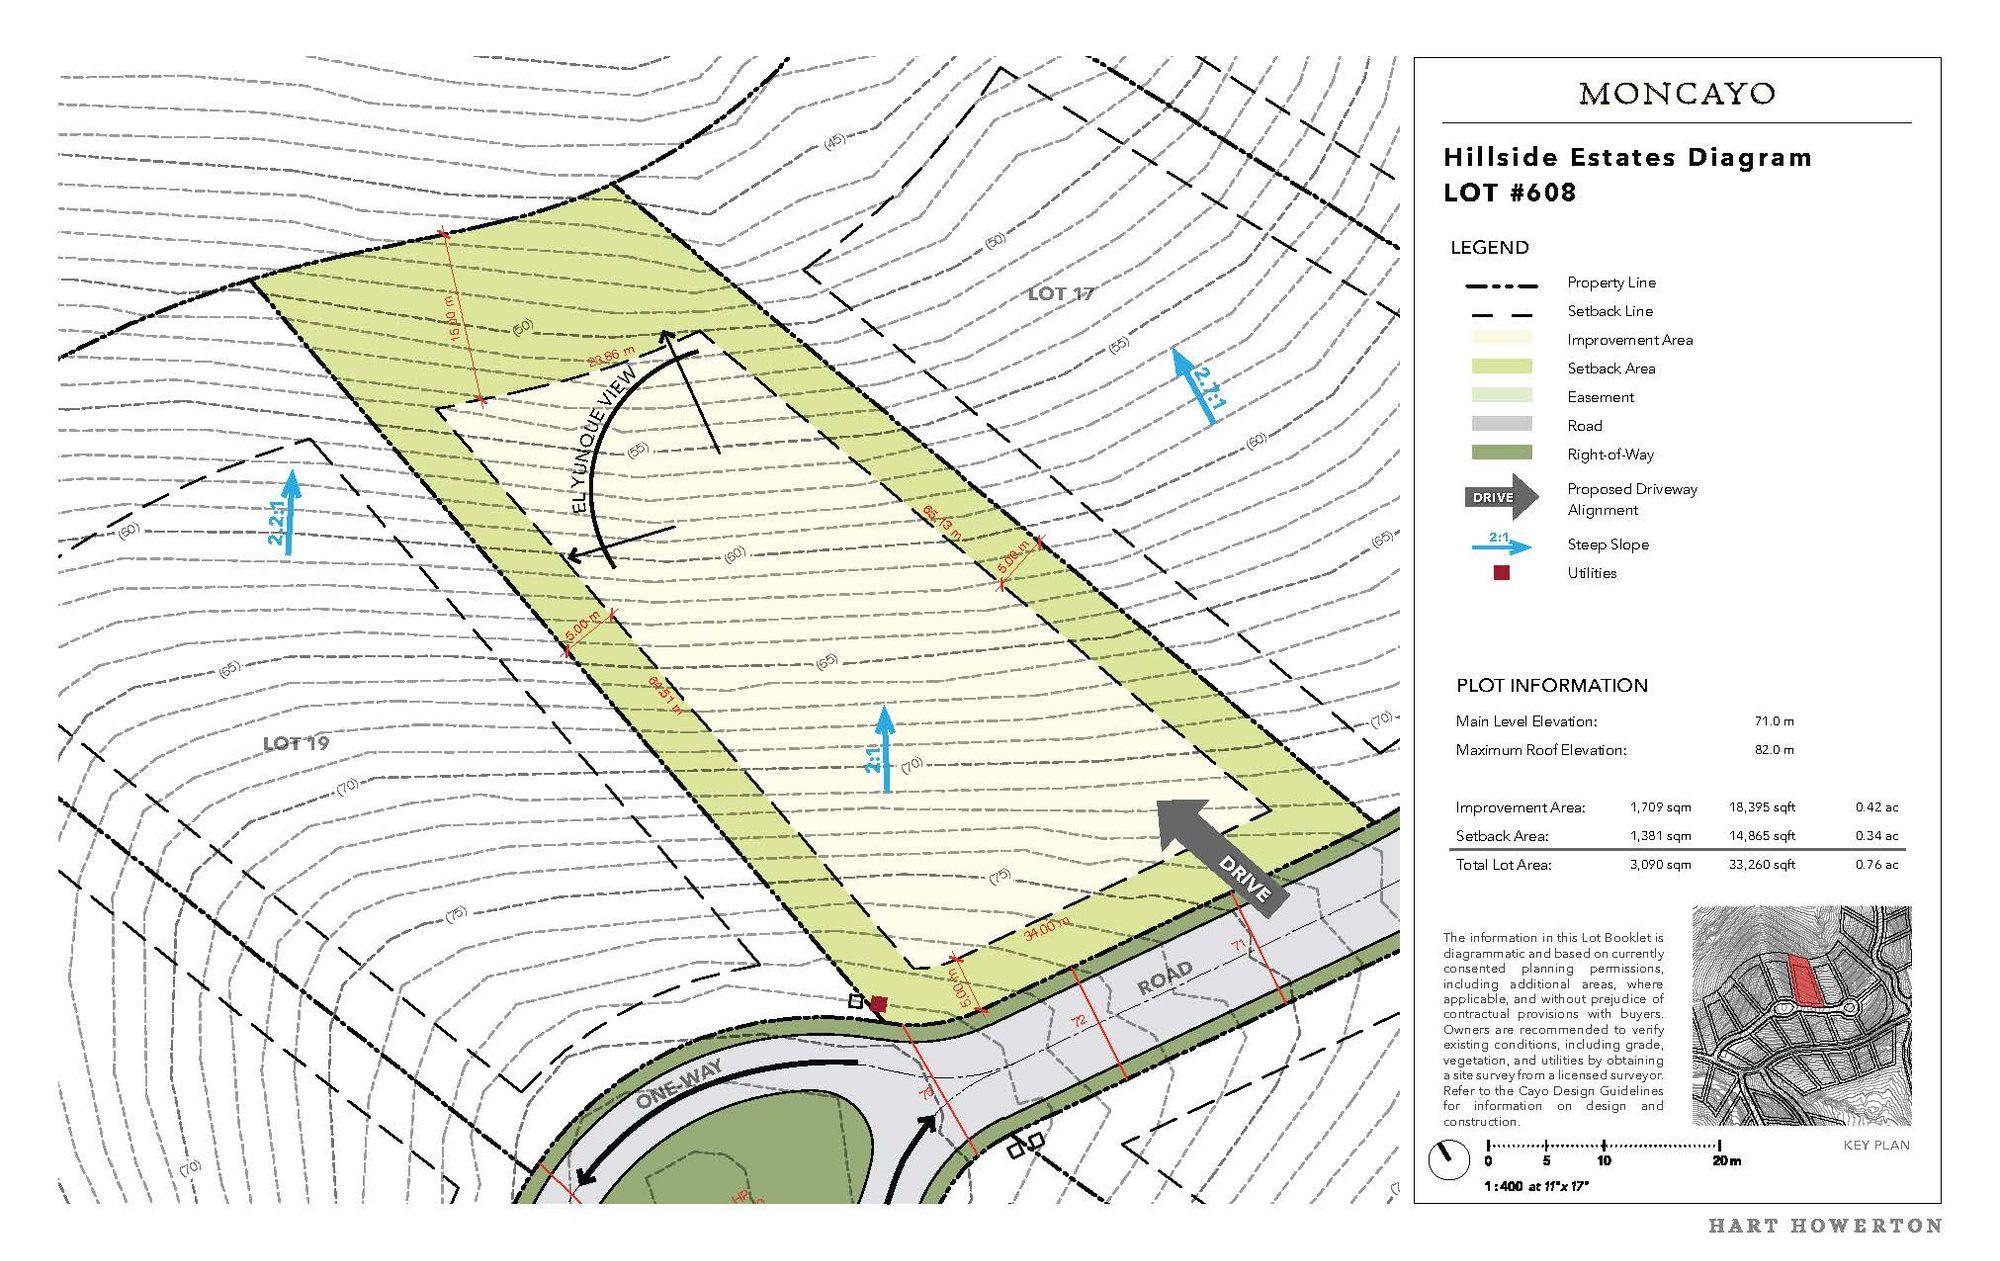 MONCAYO
Hillside Estates Diagram
LOT #608
LEGEND
Property Line
Setback Line
Improvement Area
Setback Area
Easement
Road
Right-of-Way
DRIVE
Proposed Driveway
Alignment
2:1
Steep Slope
Utilities
PLOT INFORMATION
Main Level Elevation: 71.0 m
Maximum Roof Elevation: 82.0 m
Improvement Area: 1,709 sqm 18,395 sqft 0.42 ac
Setback Area: 1,381 sqm 14,865 sqft 0.34 ac
Total Lot Area: 3,090 sqm 33,260 sqft 0.76 ac
The information in this Lot Booklet is
diagrammatic and based on currently
consented planning permissions,
including additional areas, where
applicable, and without prejudice of
contractual provisions with buyers.
Owners are recommended to verify
existing conditions, including grade,
vegetation, and utilities by obtaining
a site survey from a licensed surveyor.
Refer to the Cayo Design Guidelines
for information on design and
construction.
KEY PLAN
0 5 10 20m
1:400 at 11"x 17"
HART HOWERTON
(45)
(50)
LOT 17
15.00 m
(50)
(55)
23.86 m
EL YUNQUE VIEW
2.7:1
(55)
(60)
2.2:1
(60)
65.13 m
5.00 m
(60)
(65)
5.00 m
(65)
(65)
64.51 m
(70)
LOT 19
2:1
(70)
(70)
(75)
(75)
DRIVE
34.00 m
71
5.00 m
ROAD
72
ONE-WAY
(70)
HP